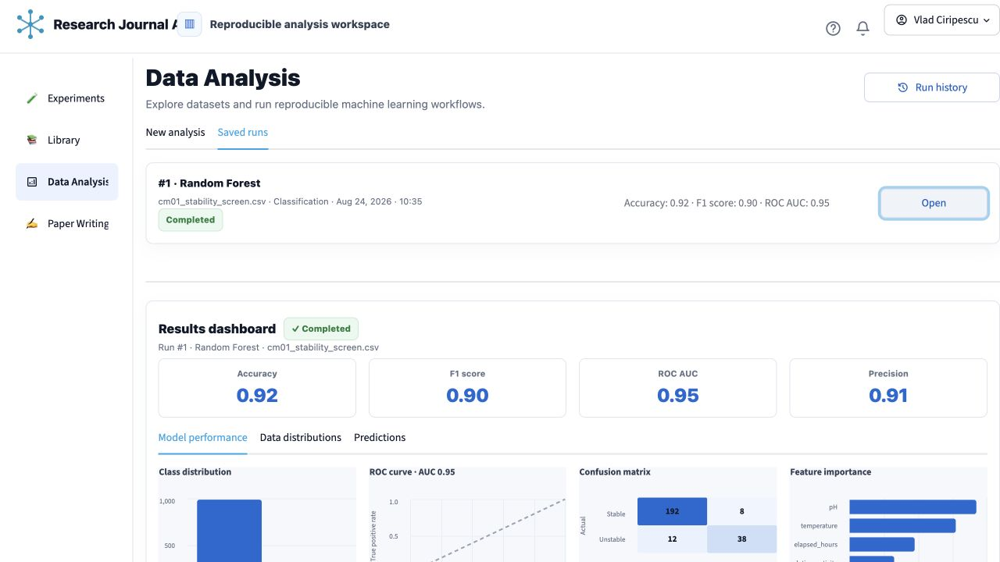 Research Journal
Reproducible analysis workspace
Vlad Ciripescu
Experiments
Library
Data Analysis
Paper Writing
Data Analysis
Explore datasets and run reproducible machine learning workflows.
Run history
New analysis
Saved runs
#1 · Random Forest
cm01_stability_screen.csv · Classification · Aug 24, 2026 · 10:35
Completed
Accuracy: 0.92 · F1 score: 0.90 · ROC AUC: 0.95
Open
Results dashboard
✓ Completed
Run #1 · Random Forest · cm01_stability_screen.csv
Accuracy
0.92
F1 score
0.90
ROC AUC
0.95
Precision
0.91
Model performance
Data distributions
Predictions
Class distribution
1,000
500
ROC curve · AUC 0.95
1.0
0.5
True positive rate
Confusion matrix
Actual
Stable
192
8
Unstable
12
38
Feature importance
pH
temperature
elapsed_hours